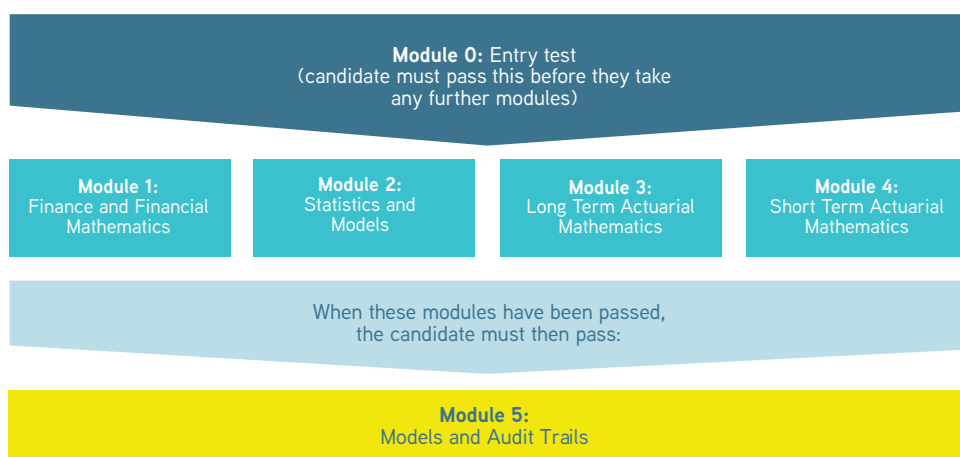 Module 0: Entry test
(candidate must pass this before they take
any further modules)
Module 1:
Finance and Financial
Mathematics
Module 2:
Statistics and
Models
Module 3:
Long Term Actuarial
Mathematics
Module 4:
Short Term Actuarial
Mathematics
When these modules have been passed,
the candidate must then pass:
Module 5:
Models and Audit Trails